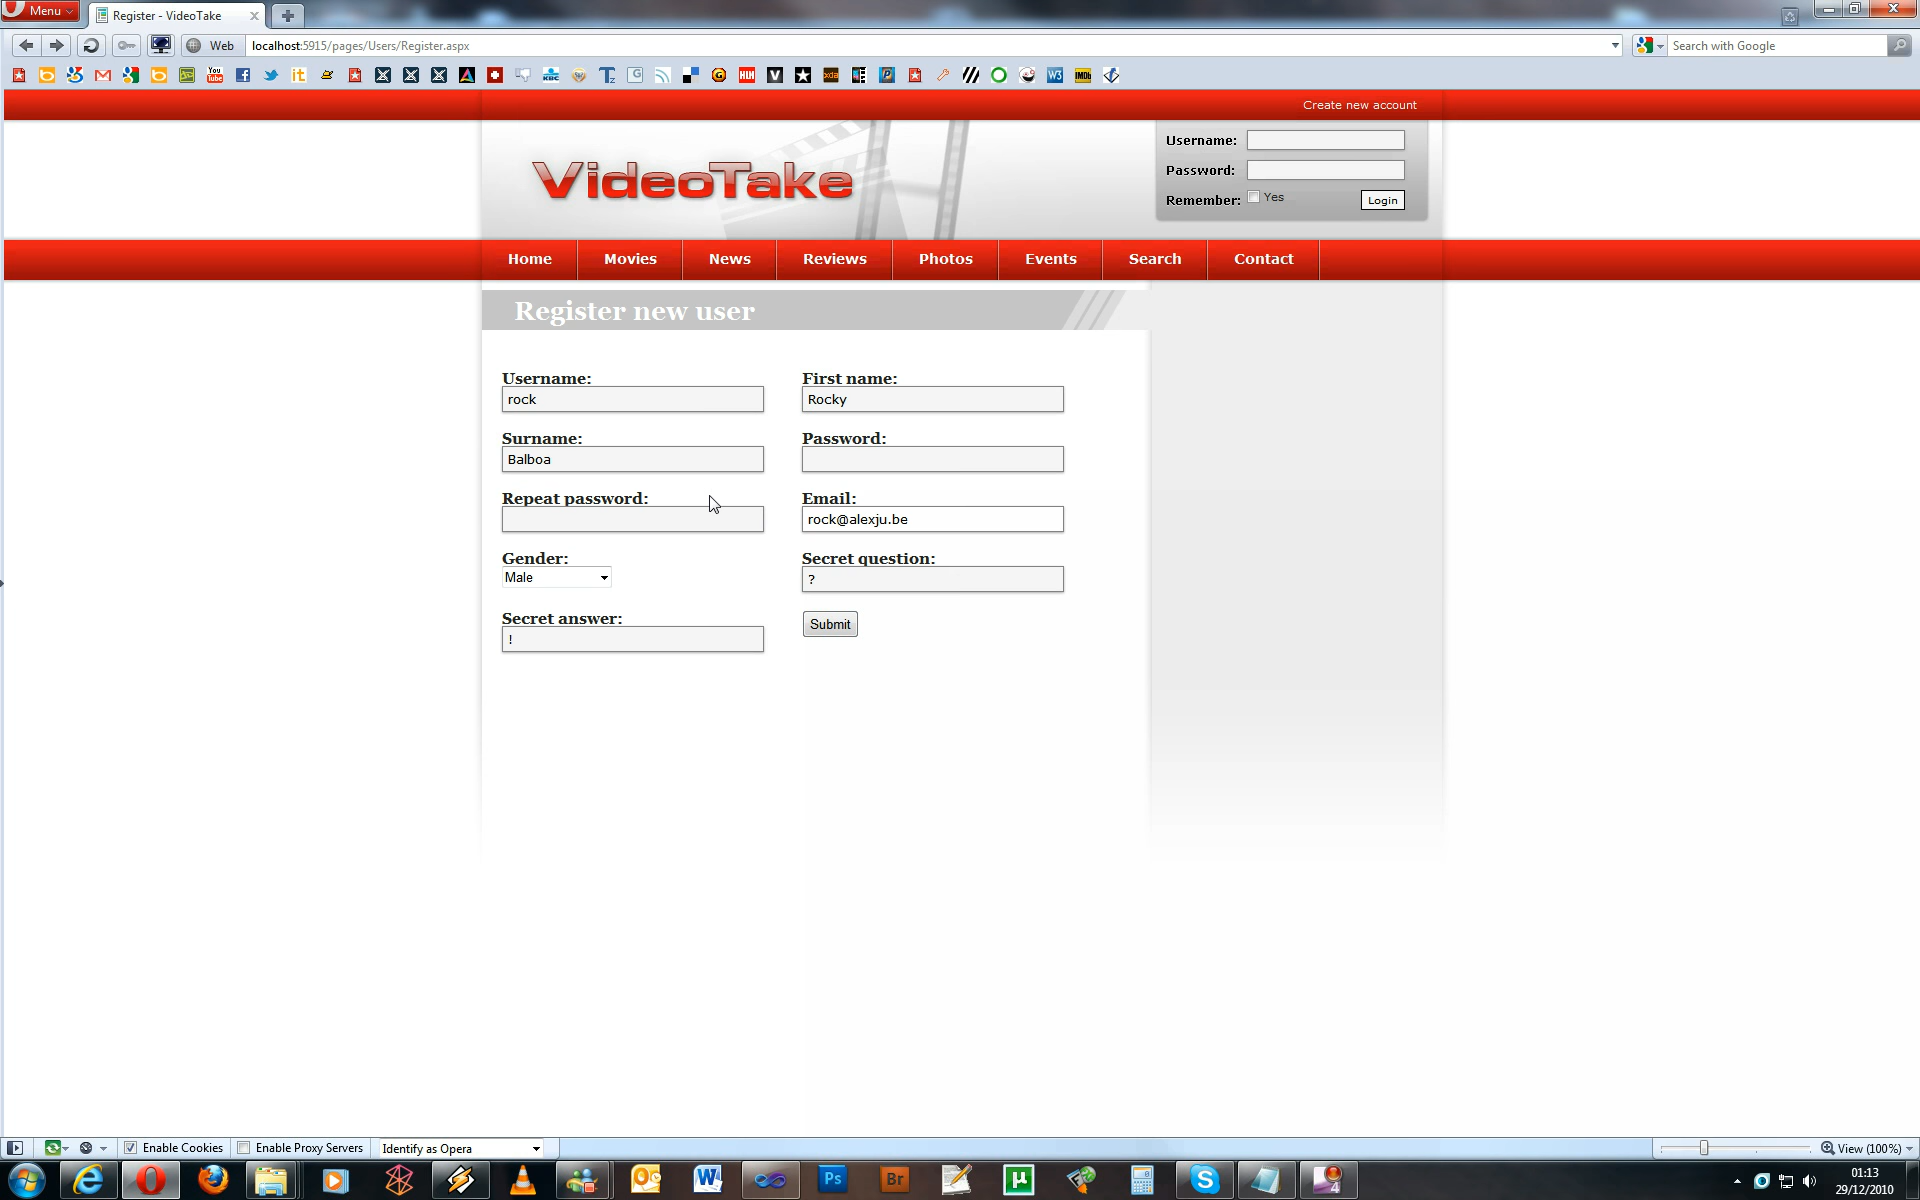 Menu
Register - VideoTake
Web
localhost:5915/pages/Users/Register.aspx
Search with Google
Create new account
Username:
Password:
Remember:
Yes
Login
VideoTake
Home
Movies
News
Reviews
Photos
Events
Search
Contact
Register new user
Username:
First name:
rock
Rocky
Surname:
Password:
Balboa
Repeat password:
Email:
rock@alexju.be
Gender:
Secret question:
Male
?
Secret answer:
Submit
!
Enable Cookies
Enable Proxy Servers
Identify as Opera
View (100%)
01:13
29/12/2010